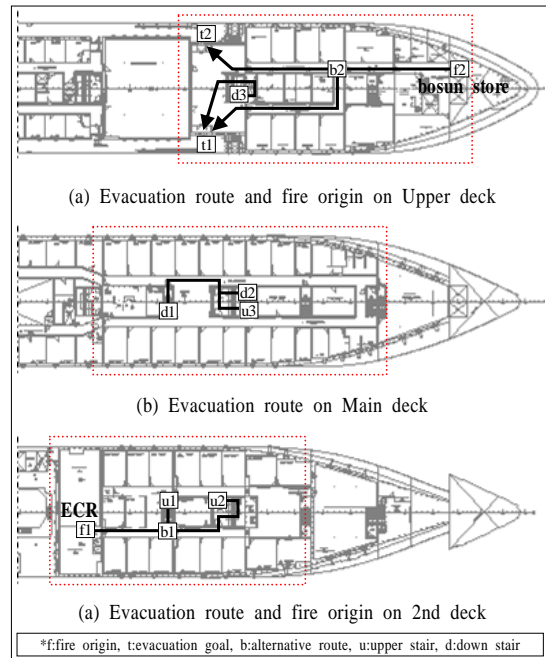 t2
b2
f2
d3
bosun store
t1
(a) Evacuation route and fire origin on Upper deck
d2
d1
u3
(b) Evacuation route on Main deck
ECR
u1
u2
f1
b1
(a) Evacuation route and fire origin on 2nd deck
*f:fire origin, t:evacuation goal, b:alternative route, u:upper stair, d:down stair